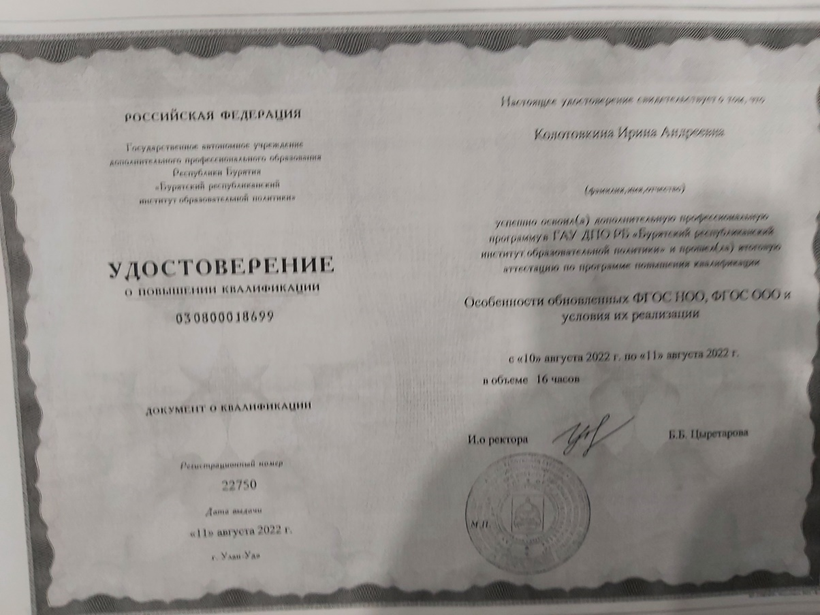 РОССИЙСКАЯ ФЕДЕРАЦИЯ
Государственное автономное учреждение
дополнительного профессионального образования
Республики Бурятия
«Бурятский республиканский
институт образовательной политики»
УДОСТОВЕРЕНИЕ
О ПОВЫШЕНИИ КВАЛИФИКАЦИИ
030800018699
ДОКУМЕНТ О КВАЛИФИКАЦИИ
Регистрационный номер
22750
Дата выдачи
«11» августа 2022 г.
г. Улан-Удэ
Настоящее удостоверение свидетельствует о том, что
Колотовкина Ирина Андреевна
(фамилия, имя, отчество)
успешно освоил(а) дополнительную профессиональную
программу в ГАУ ДПО РБ «Бурятский республиканский
институт образовательной политики» и прошел(ла) итоговую
аттестацию по программе повышения квалификации
Особенности обновленных ФГОС НОО, ФГОС ООО и
условия их реализации
с «10» августа 2022 г. по «11» августа 2022 г.
в объеме 16 часов
И.о ректора
Б.Б. Цыретарова
М.П.